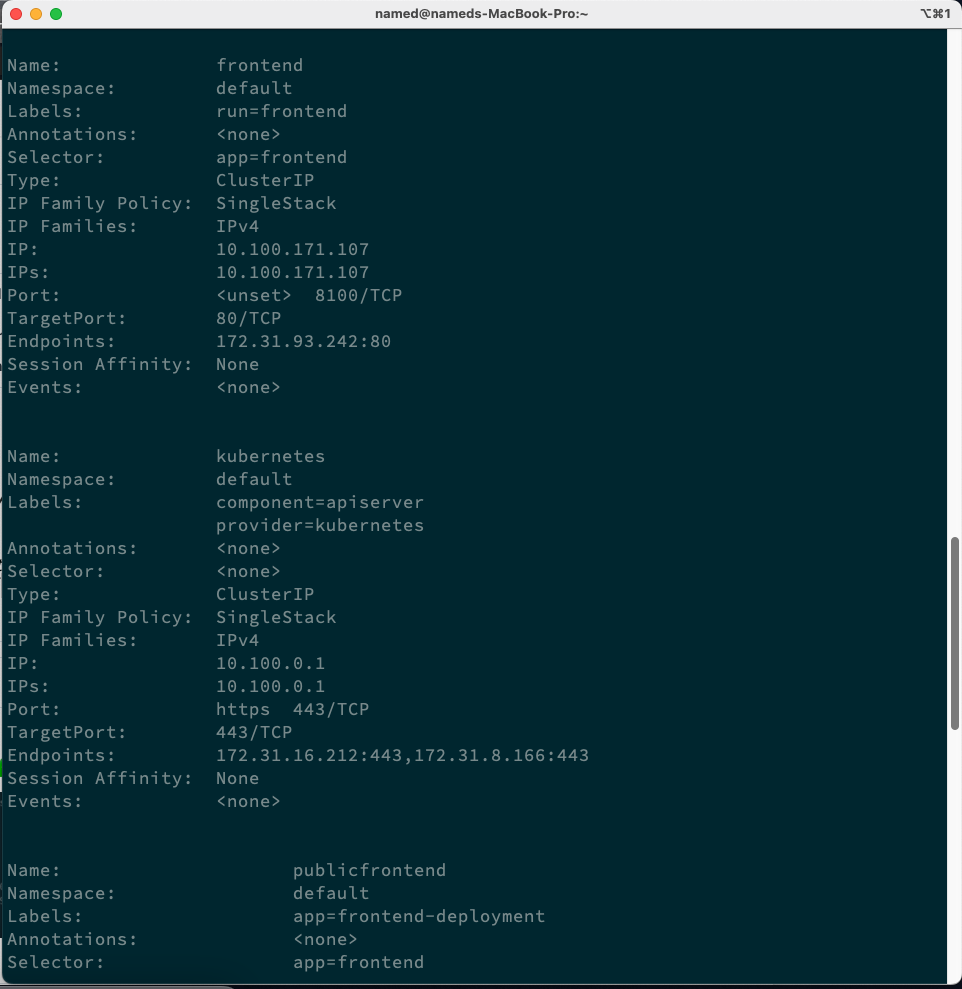 named@nameds-MacBook-Pro:~
⌥⌘1
Name: frontend
Namespace: default
Labels: run=frontend
Annotations: <none>
Selector: app=frontend
Type: ClusterIP
IP Family Policy: SingleStack
IP Families: IPv4
IP: 10.100.171.107
IPs: 10.100.171.107
Port: <unset> 8100/TCP
TargetPort: 80/TCP
Endpoints: 172.31.93.242:80
Session Affinity: None
Events: <none>
Name: kubernetes
Namespace: default
Labels: component=apiserver
provider=kubernetes
Annotations: <none>
Selector: <none>
Type: ClusterIP
IP Family Policy: SingleStack
IP Families: IPv4
IP: 10.100.0.1
IPs: 10.100.0.1
Port: https 443/TCP
TargetPort: 443/TCP
Endpoints: 172.31.16.212:443,172.31.8.166:443
Session Affinity: None
Events: <none>
Name: publicfrontend
Namespace: default
Labels: app=frontend-deployment
Annotations: <none>
Selector: app=frontend